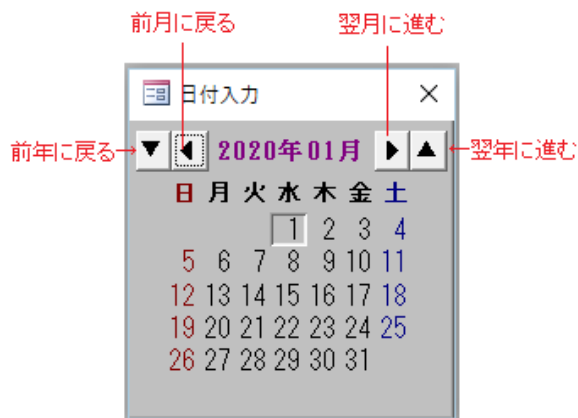 前月に戻る
翌月に進む
日付入力
前年に戻る
2020年01月
翌年に進む
日 月 火 水 木 金 土
1 2 3 4
5 6 7 8 9 10 11
12 13 14 15 16 17 18
19 20 21 22 23 24 25
26 27 28 29 30 31